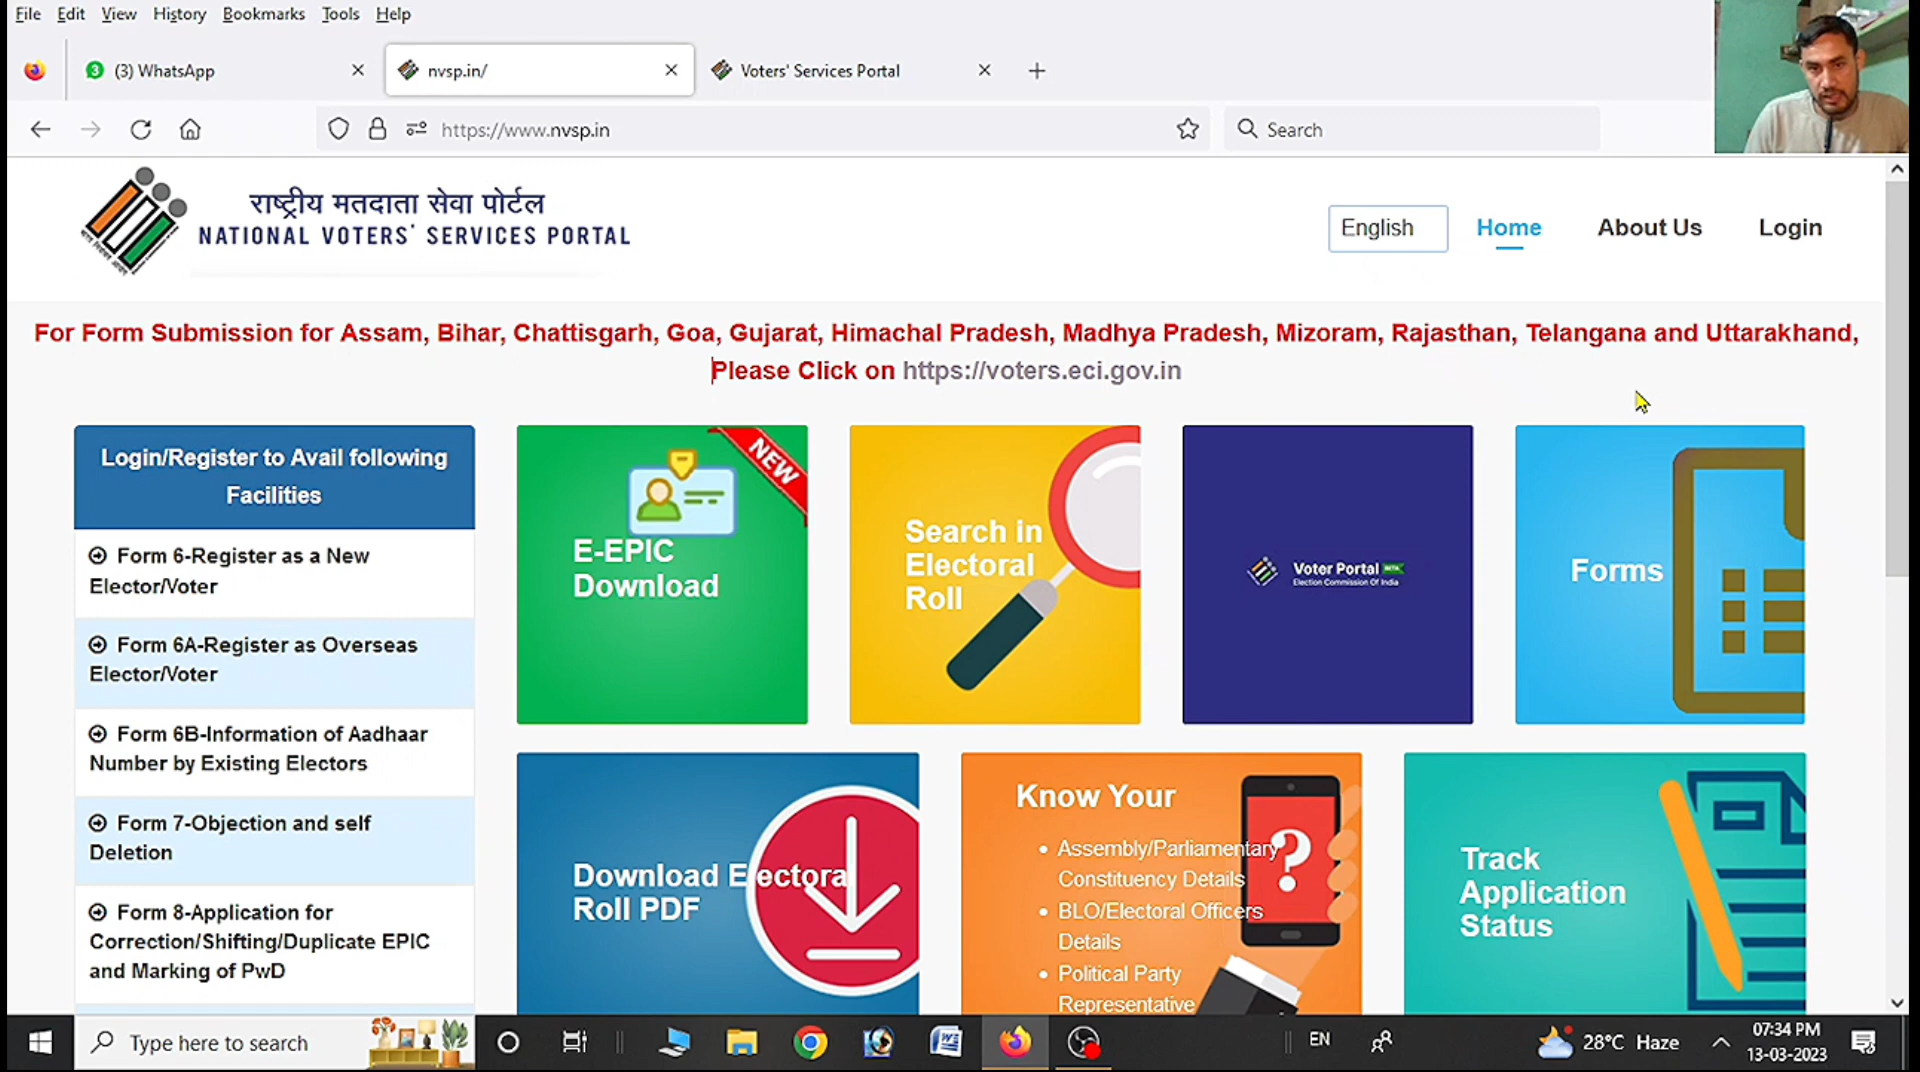 File Edit View History Bookmarks Tools Help
3 (3) WhatsApp
nvsp.in/
Voters' Services Portal
https://www.nvsp.in
Search
राष्ट्रीय मतदाता सेवा पोर्टल
NATIONAL VOTERS' SERVICES PORTAL
English
Home
About Us
Login
For Form Submission for Assam, Bihar, Chattisgarh, Goa, Gujarat, Himachal Pradesh, Madhya Pradesh, Mizoram, Rajasthan, Telangana and Uttarakhand,
Please Click on https://voters.eci.gov.in
Login/Register to Avail following
Facilities
Form 6-Register as a New
Elector/Voter
Form 6A-Register as Overseas
Elector/Voter
Form 6B-Information of Aadhaar
Number by Existing Electors
Form 7-Objection and self
Deletion
Form 8-Application for
Correction/Shifting/Duplicate EPIC
and Marking of PwD
NEW
E-EPIC
Download
Search in
Electoral
Roll
Voter Portal BETA
Election Commission Of India
Forms
Download Electoral
Roll PDF
Know Your
Assembly/Parliamentary
Constituency Details
BLO/Electoral Officers
Details
Political Party
Representative
?
Track
Application
Status
Type here to search
EN
28°C Haze
07:34 PM
13-03-2023